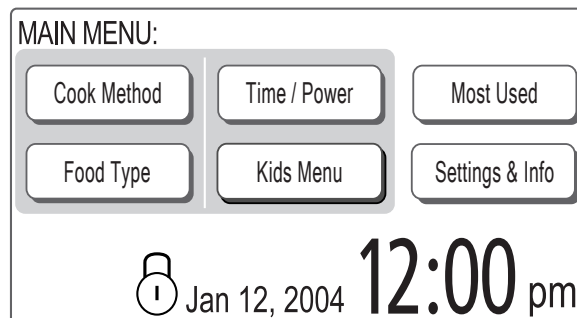 MAIN MENU:
Cook Method Time / Power Most Used
Food Type Kids Menu Settings & Info
Jan 12, 2004 12:00 pm